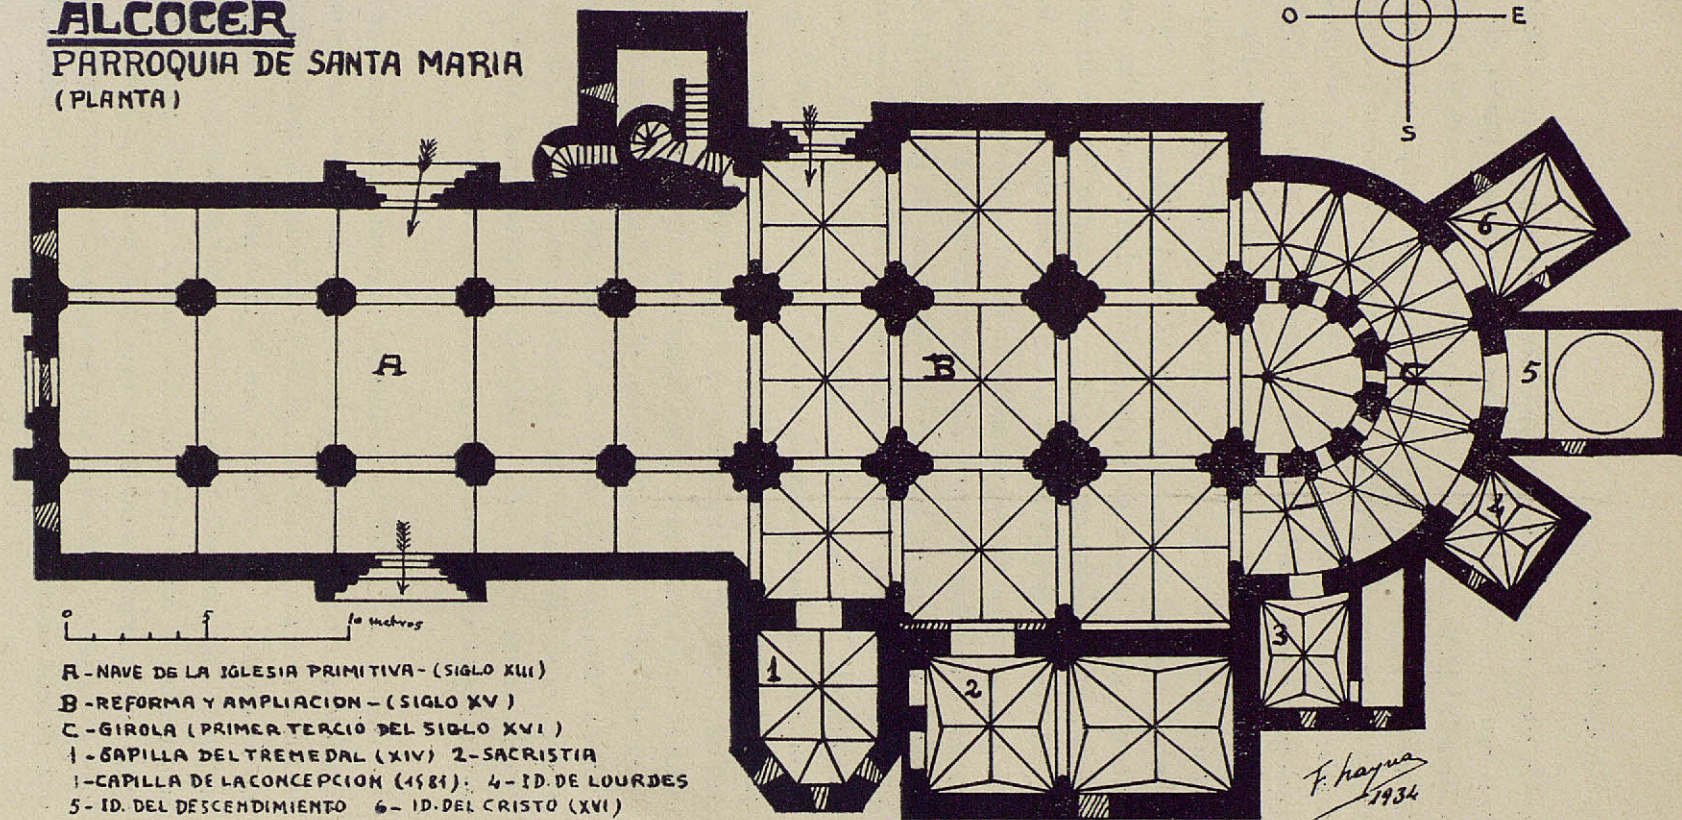 ALCOCER
PARROQUIA DE SANTA MARIA
(PLANTA)
O E
S
A
B
C
6
5
4
3
2
1
0 5 10 metros
A-NAVE DE LA IGLESIA PRIMITIVA-(SIGLO XIII)
B-REFORMA Y AMPLIACION-(SIGLO XV)
C-GIROLA (PRIMER TERCIO DEL SIGLO XVI)
1-CAPILLA DEL TREMEDAL (XIV) 2-SACRISTIA
1-CAPILLA DE LA CONCEPCION (1581). 4-ID. DE LOURDES
5-ID. DEL DESCENDIMIENTO 6-ID. DEL CRISTO (XVI)
F. Layna
1934